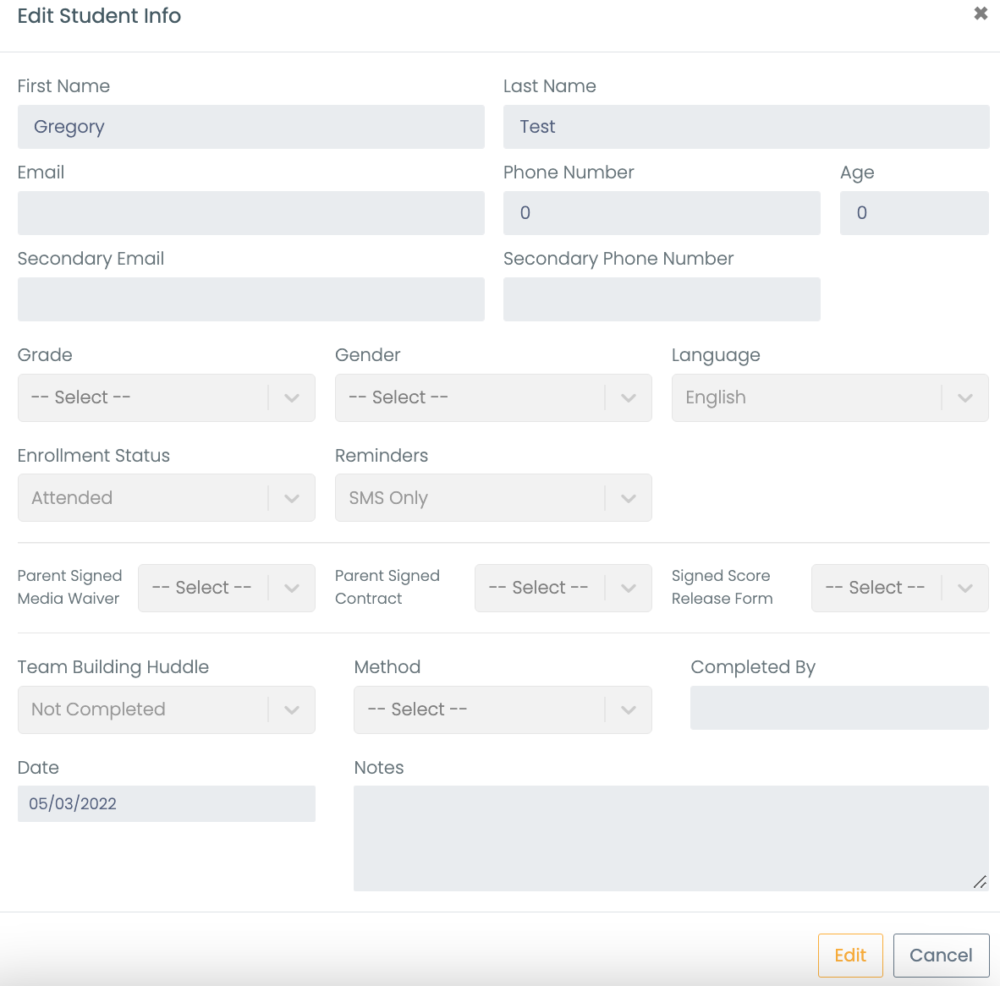 Edit Student Info
First Name
Last Name
Gregory
Test
Email
Phone Number
Age
0
0
Secondary Email
Secondary Phone Number
Grade
Gender
Language
-- Select --
-- Select --
English
Enrollment Status
Reminders
Attended
SMS Only
Parent Signed
Media Waiver
-- Select --
Parent Signed
Contract
-- Select --
Signed Score
Release Form
-- Select --
Team Building Huddle
Method
Completed By
Not Completed
-- Select --
Date
Notes
05/03/2022
Edit
Cancel